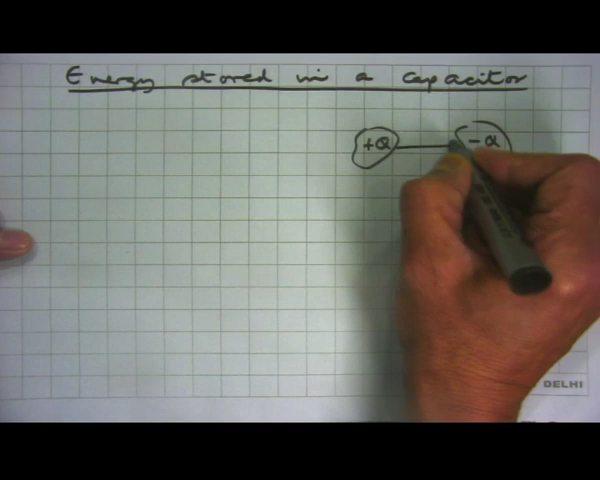 Energy stored in a capacitor
+Q -Q
DELHI